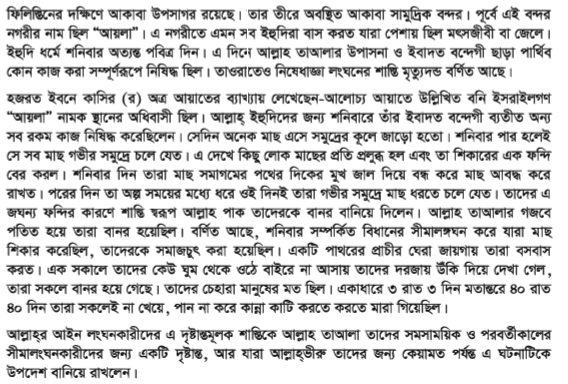 ফিলিস্তিনের দক্ষিণে আকাবা উপসাগর রয়েছে। তার তীরে অবস্থিত আকাবা সামুদ্রিক বন্দর। পূর্বে এই বন্দর
নগরীর নাম ছিল “আয়লা”। এ নগরীতে এমন সব ইহুদিরা বাস করত যারা পেশায় ছিল মৎসজীবী বা জেলে।
ইহুদি ধর্মে শনিবার অত্যন্ত পবিত্র দিন। এ দিনে আল্লাহ তাআলার উপাসনা ও ইবাদত বন্দেগী ছাড়া পার্থিব
কোন কাজ করা সম্পূর্ণরূপে নিষিদ্ধ ছিল। তাওরাতেও নিষেধাজ্ঞা লংঘনের শাস্তি মৃত্যুদন্ড বর্ণিত আছে।
হজরত ইবনে কাসির (র) অত্র আয়াতের ব্যাখ্যায় লেখেছেন-আলোচ্য আয়াতে উল্লিখিত বনি ইসরাইলগণ
“আয়লা” নামক স্থানের অধিবাসী ছিল। আল্লাহ্ ইহুদিদের জন্য শনিবারে তাঁর ইবাদত বন্দেগী ব্যতীত অন্য
সব রকম কাজ নিষিদ্ধ করেছিলেন। সেদিন অনেক মাছ এসে সমুদ্রের কূলে জাড়ো হতো। শনিবার পার হলেই
সে সব মাছ গভীর সমুদ্রে চলে যেত। এ দেখে কিছু লোক মাছের প্রতি প্রলুব্ধ হল এবং তা শিকারের এক ফন্দি
বের করল। শনিবার দিন তারা মাছ সমাগমের পথের দিকের মুখ জাল দিয়ে বন্ধ করে মাছ আবদ্ধ করে
রাখত। পরের দিন তা অল্প সময়ের মধ্যে ধরে ওই দিনই তারা গভীর সমুদ্রে মাছ ধরতে চলে যেত। তাদের এ
জঘন্য ফন্দির কারণে শাস্তি স্বরূপ আল্লাহ পাক তাদেরকে বানর বানিয়ে দিলেন। আল্লাহ তাআলার গজবে
পতিত হয়ে তারা বানর হয়েছিল। বর্ণিত আছে, শনিবার সম্পর্কিত বিধানের সীমালঙ্ঘন করে যারা মাছ
শিকার করেছিল, তাদেরকে সমাজচুৎ করা হয়েছিল। একটি পাথরের প্রাচীর ঘেরা জায়গায় তারা বসবাস
করত। এক সকালে তাদের কেউ ঘুম থেকে ওঠে বাইরে না আসায় তাদের দরজায় উঁকি দিয়ে দেখা গেল,
তারা সকলে বানর হয়ে গেছে। তাদের চেহারা মানুষের মত ছিল। একাধারে ৩ রাত ৩ দিন মতান্তরে ৪০ রাত
৪০ দিন তারা সকলেই না খেয়ে, পান না করে কান্না কাটি করতে করতে মারা গিয়েছিল।
আল্লাহ্‌র আইন লংঘনকারীদের এ দৃষ্টান্তমূলক শাস্তিকে আল্লাহ তাআলা তাদের সমসাময়িক ও পরবর্তীকালের
সীমালংঘনকারীদের জন্য একটি দৃষ্টান্ত, আর যারা আল্লাহ্‌ভীরু তাদের জন্য কেয়ামত পর্যন্ত এ ঘটনাটিকে
উপদেশ বানিয়ে রাখলেন।